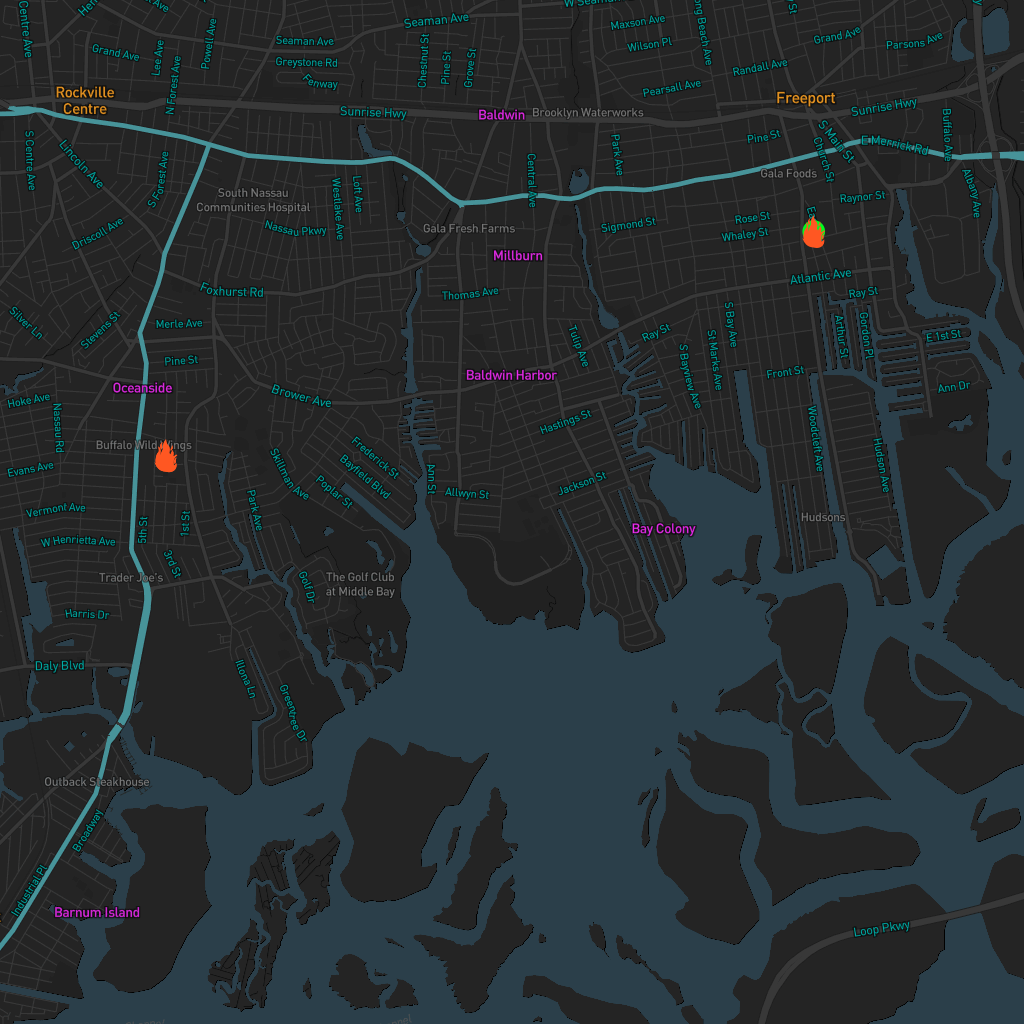 W Seaman Ave
Seaman Ave
Maxson Ave
Grand Ave
Parsons Ave
Centre Ave
Powell Ave
Lee Ave
Grand Ave
Seaman Ave
Greystone Rd
Fenway
Chestnut St
Pine St
Grove St
Wilson Pl
Randall Ave
Pearsall Ave
N Forest Ave
Rockville
Centre
Sunrise Hwy
Baldwin
Brooklyn Waterworks
Freeport
Sunrise Hwy
Buffalo Ave
S Centre Ave
Lincoln Ave
S Forest Ave
Park Ave
Pine St
S Main St
Church St
E Merrick Rd
Gala Foods
Albany Ave
South Nassau
Communities Hospital
Westlake Ave
Loft Ave
Central Ave
Raynor St
Driscoll Ave
Nassau Pkwy
Gala Fresh Farms
Sigmond St
Rose St
Whaley St
Millburn
Atlantic Ave
Foxhurst Rd
Thomas Ave
Ray St
Silver Ln
Stevens St
Merle Ave
Tulip Ave
Ray St
S Bay Ave
Arthur St
Gordon Pl
E 1st St
Pine St
St Marks Ave
S Bayview Ave
Front St
Oceanside
Baldwin Harbor
Ann Dr
Hoke Ave
Nassau Rd
Brower Ave
Hastings St
Woodcleft Ave
Hudson Ave
Buffalo Wild Wings
Evans Ave
Skillman Ave
Frederick St
Bayfield Blvd
Poplar St
Ann St
Allwyn St
Jackson St
Vermont Ave
5th St
1st St
Park Ave
Bay Colony
Hudsons
W Henrietta Ave
3rd St
Trader Joe's
Golf Dr
The Golf Club
at Middle Bay
Harris Dr
Daly Blvd
Illona Ln
Greentree Dr
Outback Steakhouse
Broadway
Industrial Pl
Barnum Island
Loop Pkwy